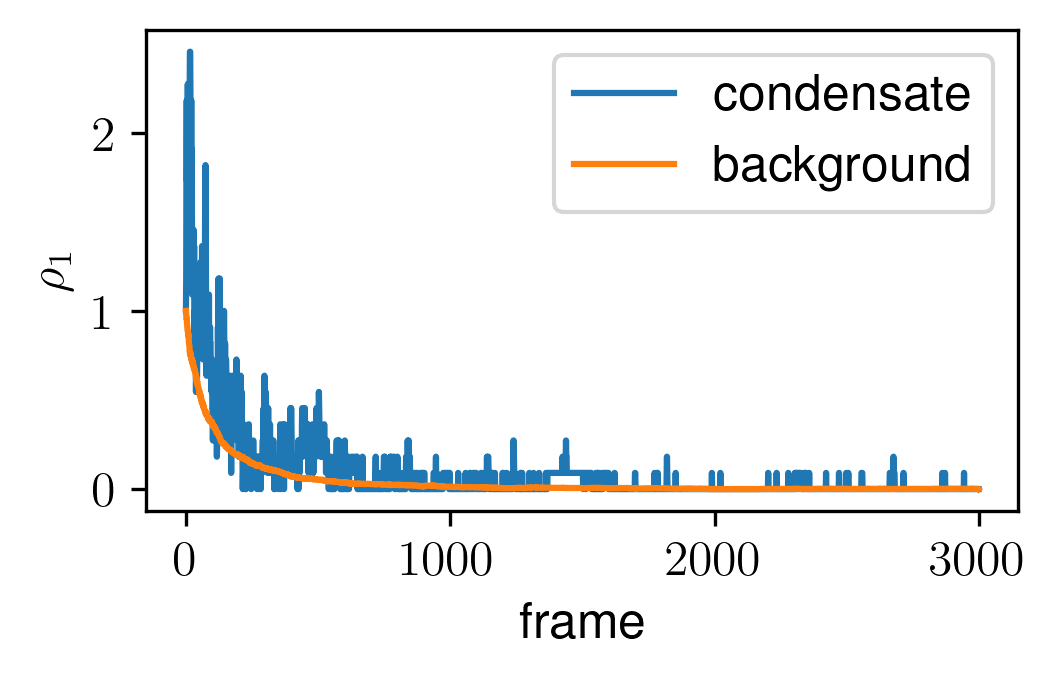 condensate
background
2
1
0
ρ₁
0 1000 2000 3000
frame